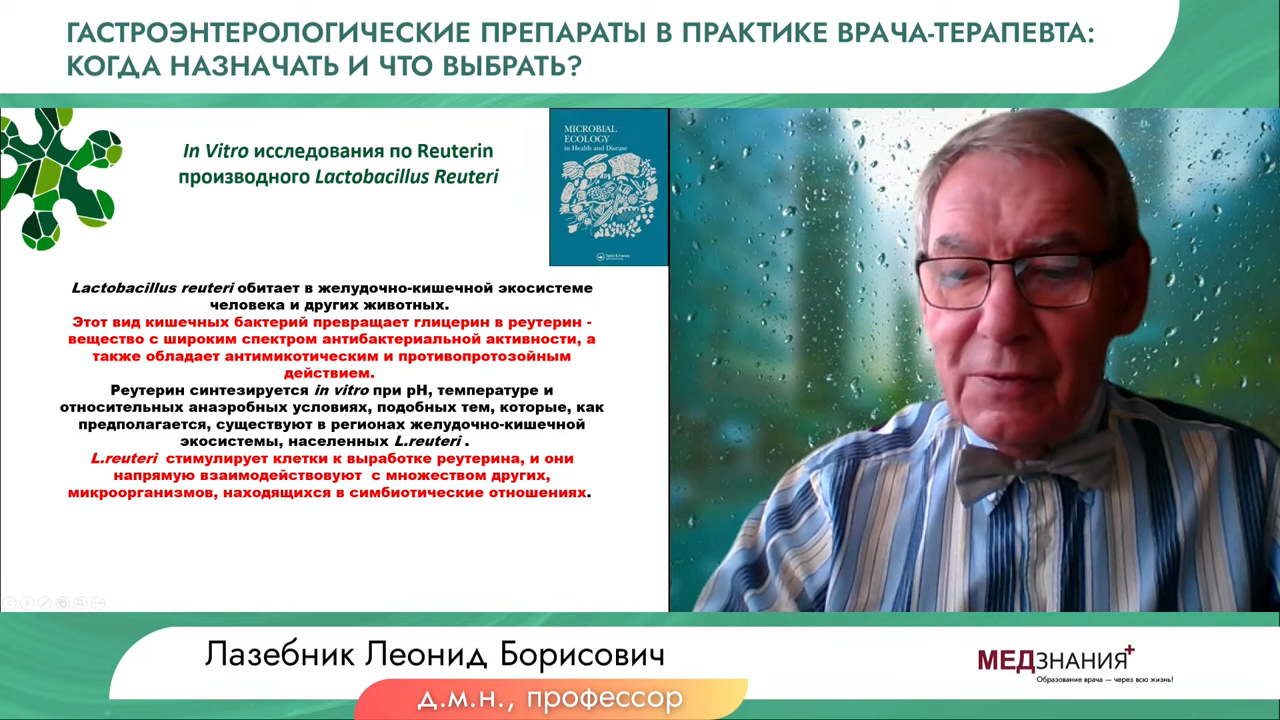 ГАСТРОЭНТЕРОЛОГИЧЕСКИЕ ПРЕПАРАТЫ В ПРАКТИКЕ ВРАЧА-ТЕРАПЕВТА:
КОГДА НАЗНАЧАТЬ И ЧТО ВЫБРАТЬ?
In Vitro исследования по Reuterin
производного Lactobacillus Reuteri
MICROBIAL
ECOLOGY
in Health and Disease
Taylor & Francis
Lactobacillus reuteri обитает в желудочно-кишечной экосистеме
человека и других животных.
Этот вид кишечных бактерий превращает глицерин в реутерин -
вещество с широким спектром антибактериальной активности, а
также обладает антимикотическим и противопротозойным
действием.
Реутерин синтезируется in vitro при pH, температуре и
относительных анаэробных условиях, подобных тем, которые, как
предполагается, существуют в регионах желудочно-кишечной
экосистемы, населенных L.reuteri .
L.reuteri стимулирует клетки к выработке реутерина, и они
напрямую взаимодействовуют с множеством других,
микроорганизмов, находящихся в симбиотические отношениях.
Лазебник Леонид Борисович
д.м.н., профессор
МЕДЗНАНИЯ+
Образование врача — через всю жизнь!